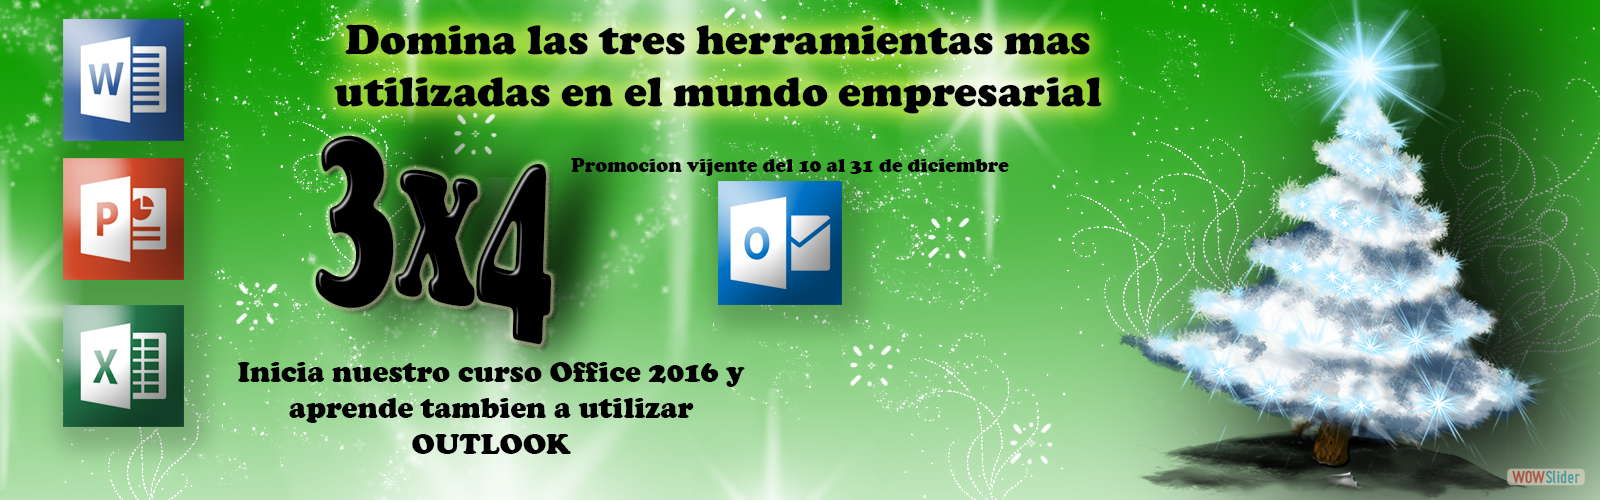 Domina las tres herramientas mas
utilizadas en el mundo empresarial
W
P
X
3x4
Promocion vijente del 10 al 31 de diciembre
O
Inicia nuestro curso Office 2016 y
aprende tambien a utilizar
OUTLOOK
WOWSlider